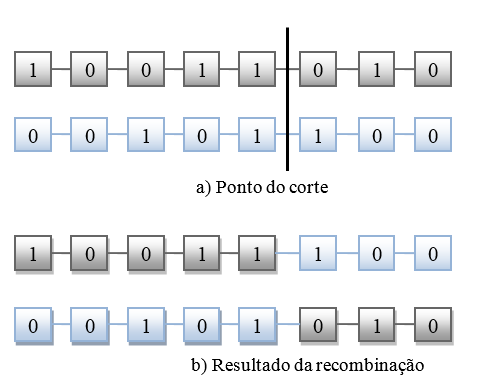 1 0 0 1 1 0 1 0
0 0 1 0 1 1 0 0
a) Ponto do corte
1 0 0 1 1 1 0 0
0 0 1 0 1 0 1 0
b) Resultado da recombinação